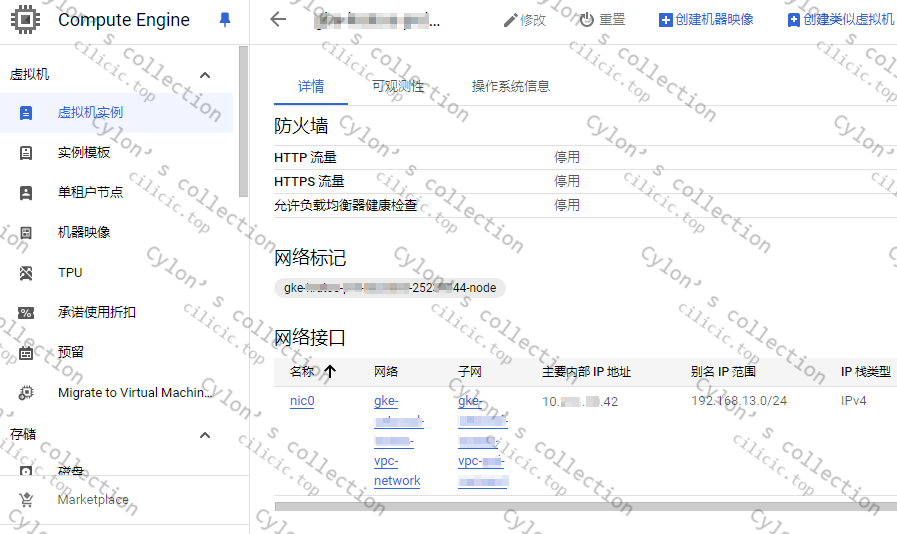 Compute Engine
修改
重置
创建机器映像
创建类似虚拟机
虚拟机
虚拟机实例
实例模板
单租户节点
机器映像
TPU
承诺使用折扣
预留
Migrate to Virtual Machin...
存储
磁盘
Marketplace
详情
可观测性
操作系统信息
防火墙
HTTP 流量 停用
HTTPS 流量 停用
允许负载均衡器健康检查 停用
网络标记
gke- -252 44-node
网络接口
名称 网络 子网 主要内部 IP 地址 别名 IP 范围 IP 栈类型
nic0 gke- gke- 10. .42 192.168.13.0/24 IPv4
vpc- vpc-
network
Cylon's collection
cilicic.top